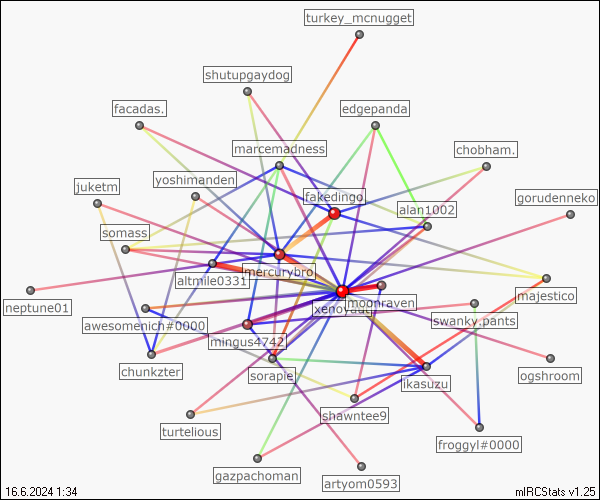 turkey_mcnugget
shutupgaydog
facadas.
edgepanda
marcemadness
chobham.
yoshimanden
juketm
fakedingo
gorudenneko
alan1002
somass
mercurybro
altmile0331
moonraven
majestico
neptune01
awesomenich#0000
swanky.pants
mingus4742
chunkzter
sorapie
ogshroom
ikasuzu
shawntee9
turtelious
froggyl#0000
gazpachoman
artyom0593
16.6.2024 1:34
mIRCStats v1.25